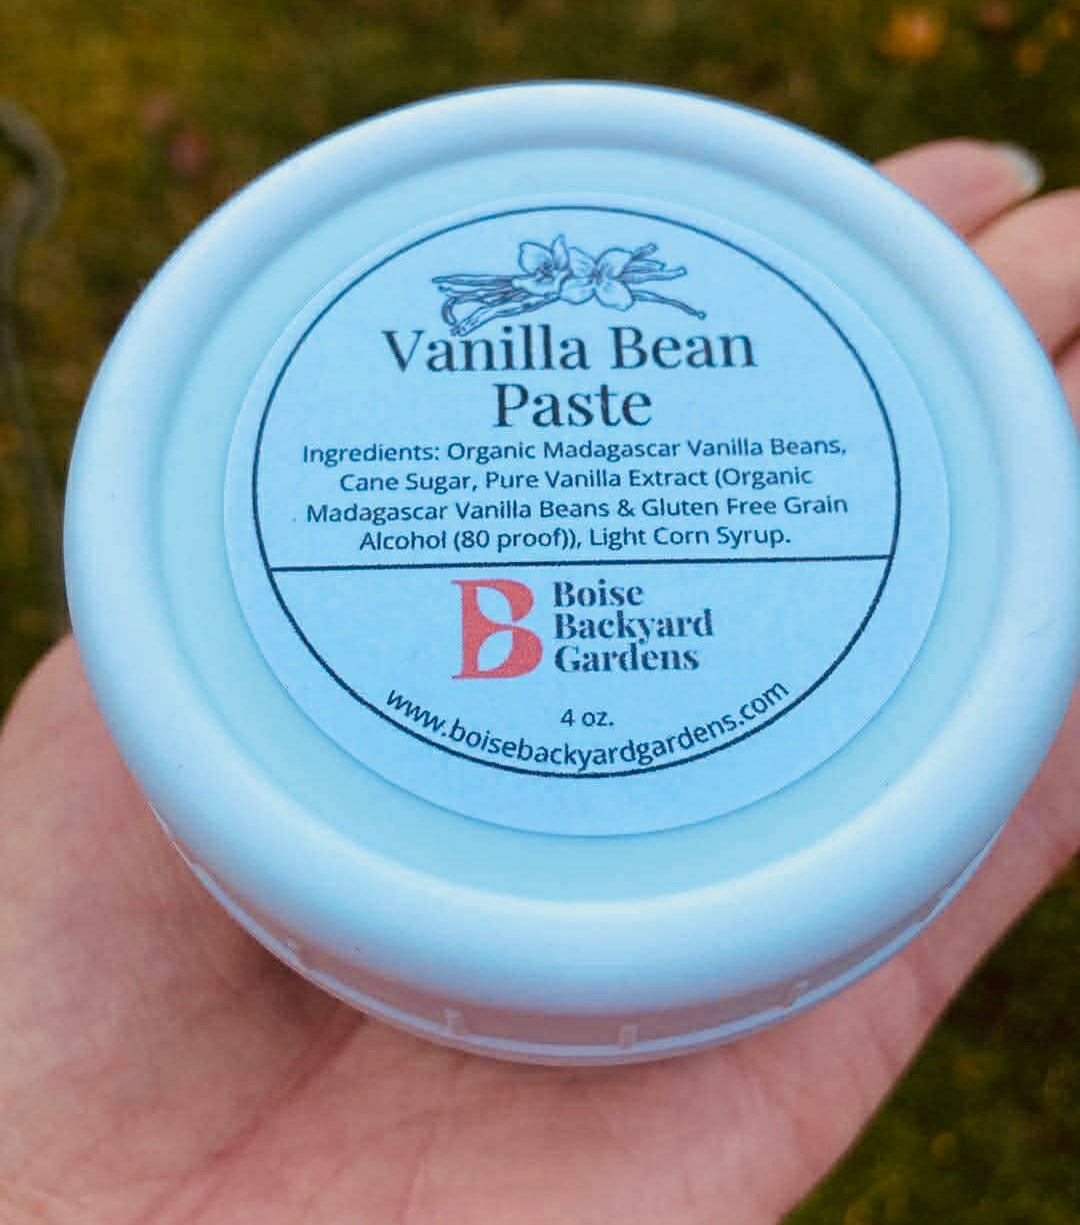 Vanilla Bean
Paste
Ingredients: Organic Madagascar Vanilla Beans,
Cane Sugar, Pure Vanilla Extract (Organic
Madagascar Vanilla Beans & Gluten Free Grain
Alcohol (80 proof)), Light Corn Syrup.
B
Boise
Backyard
Gardens
4 oz.
www.boisebackyardgardens.com